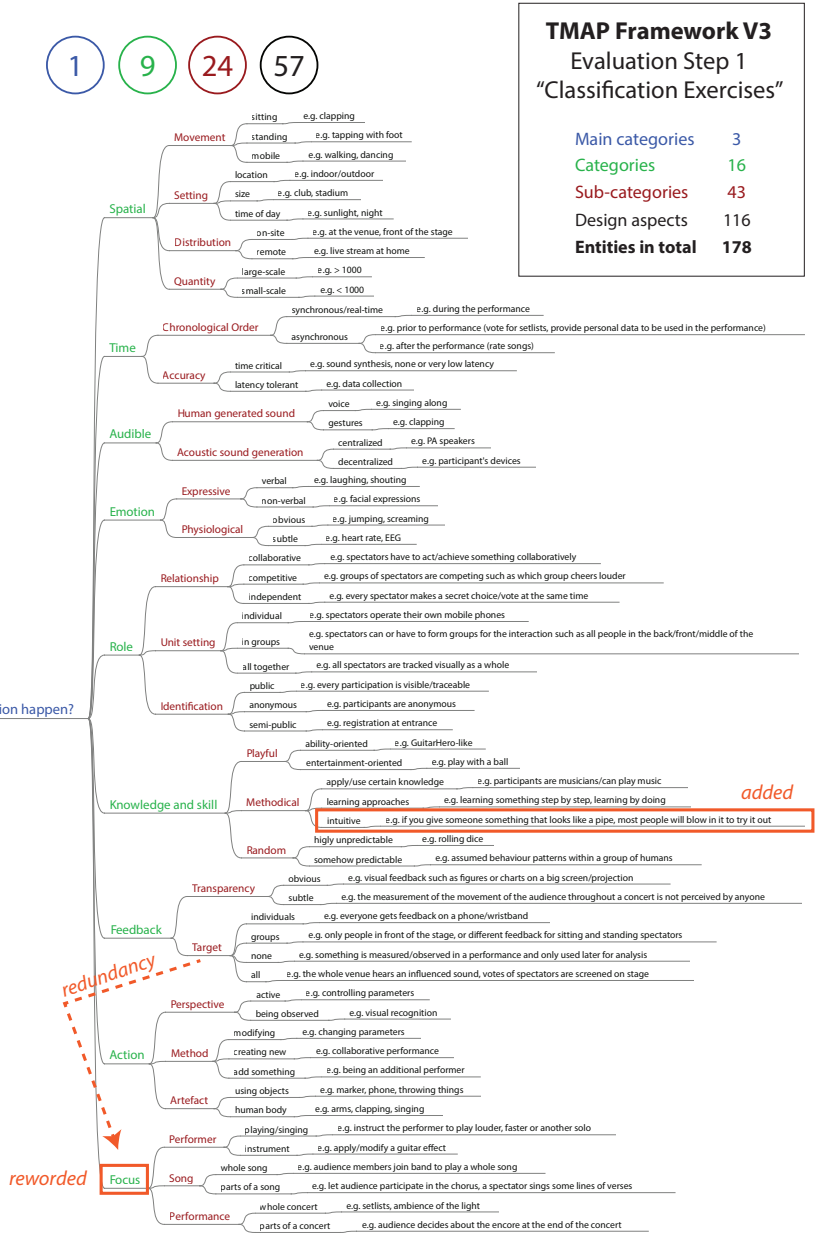 1 9 24 57
TMAP Framework V3
Evaluation Step 1
“Classification Exercises”
Main categories 3
Categories 16
Sub-categories 43
Design aspects 116
Entities in total 178
ion happen?
Spatial
Movement
sitting e.g. clapping
standing e.g. tapping with foot
mobile e.g. walking, dancing
Setting
location e.g. indoor/outdoor
size e.g. club, stadium
time of day e.g. sunlight, night
Distribution
on-site e.g. at the venue, front of the stage
remote e.g. live stream at home
Quantity
large-scale e.g. > 1000
small-scale e.g. < 1000
Time
Chronological Order
synchronous/real-time e.g. during the performance
asynchronous
e.g. prior to performance (vote for setlists, provide personal data to be used in the performance)
e.g. after the performance (rate songs)
Accuracy
time critical e.g. sound synthesis, none or very low latency
latency tolerant e.g. data collection
Audible
Human generated sound
voice e.g. singing along
gestures e.g. clapping
Acoustic sound generation
centralized e.g. PA speakers
decentralized e.g. participant's devices
Emotion
Expressive
verbal e.g. laughing, shouting
non-verbal e.g. facial expressions
Physiological
obvious e.g. jumping, screaming
subtle e.g. heart rate, EEG
Role
Relationship
collaborative e.g. spectators have to act/achieve something collaboratively
competitive e.g. groups of spectators are competing such as which group cheers louder
independent e.g. every spectator makes a secret choice/vote at the same time
Unit setting
individual e.g. spectators operate their own mobile phones
in groups e.g. spectators can or have to form groups for the interaction such as all people in the back/front/middle of the
venue
all together e.g. all spectators are tracked visually as a whole
Identification
public e.g. every participation is visible/traceable
anonymous e.g. participants are anonymous
semi-public e.g. registration at entrance
Knowledge and skill
Playful
ability-oriented e.g. GuitarHero-like
entertainment-oriented e.g. play with a ball
Methodical
apply/use certain knowledge e.g. participants are musicians/can play music
learning approaches e.g. learning something step by step, learning by doing
added
intuitive e.g. if you give someone something that looks like a pipe, most people will blow in it to try it out
Random
higly unpredictable e.g. rolling dice
somehow predictable e.g. assumed behaviour patterns within a group of humans
Feedback
Transparency
obvious e.g. visual feedback such as figures or charts on a big screen/projection
subtle e.g. the measurement of the movement of the audience throughout a concert is not perceived by anyone
Target
individuals e.g. everyone gets feedback on a phone/wristband
groups e.g. only people in front of the stage, or different feedback for sitting and standing spectators
none e.g. something is measured/observed in a performance and only used later for analysis
all e.g. the whole venue hears an influenced sound, votes of spectators are screened on stage
redundancy
Action
Perspective
active e.g. controlling parameters
being observed e.g. visual recognition
Method
modifying e.g. changing parameters
creating new e.g. collaborative performance
add something e.g. being an additional performer
Artefact
using objects e.g. marker, phone, throwing things
human body e.g. arms, clapping, singing
reworded
Focus
Performer
playing/singing e.g. instruct the performer to play louder, faster or another solo
instrument e.g. apply/modify a guitar effect
Song
whole song e.g. audience members join band to play a whole song
parts of a song e.g. let audience participate in the chorus, a spectator sings some lines of verses
Performance
whole concert e.g. setlists, ambience of the light
parts of a concert e.g. audience decides about the encore at the end of the concert